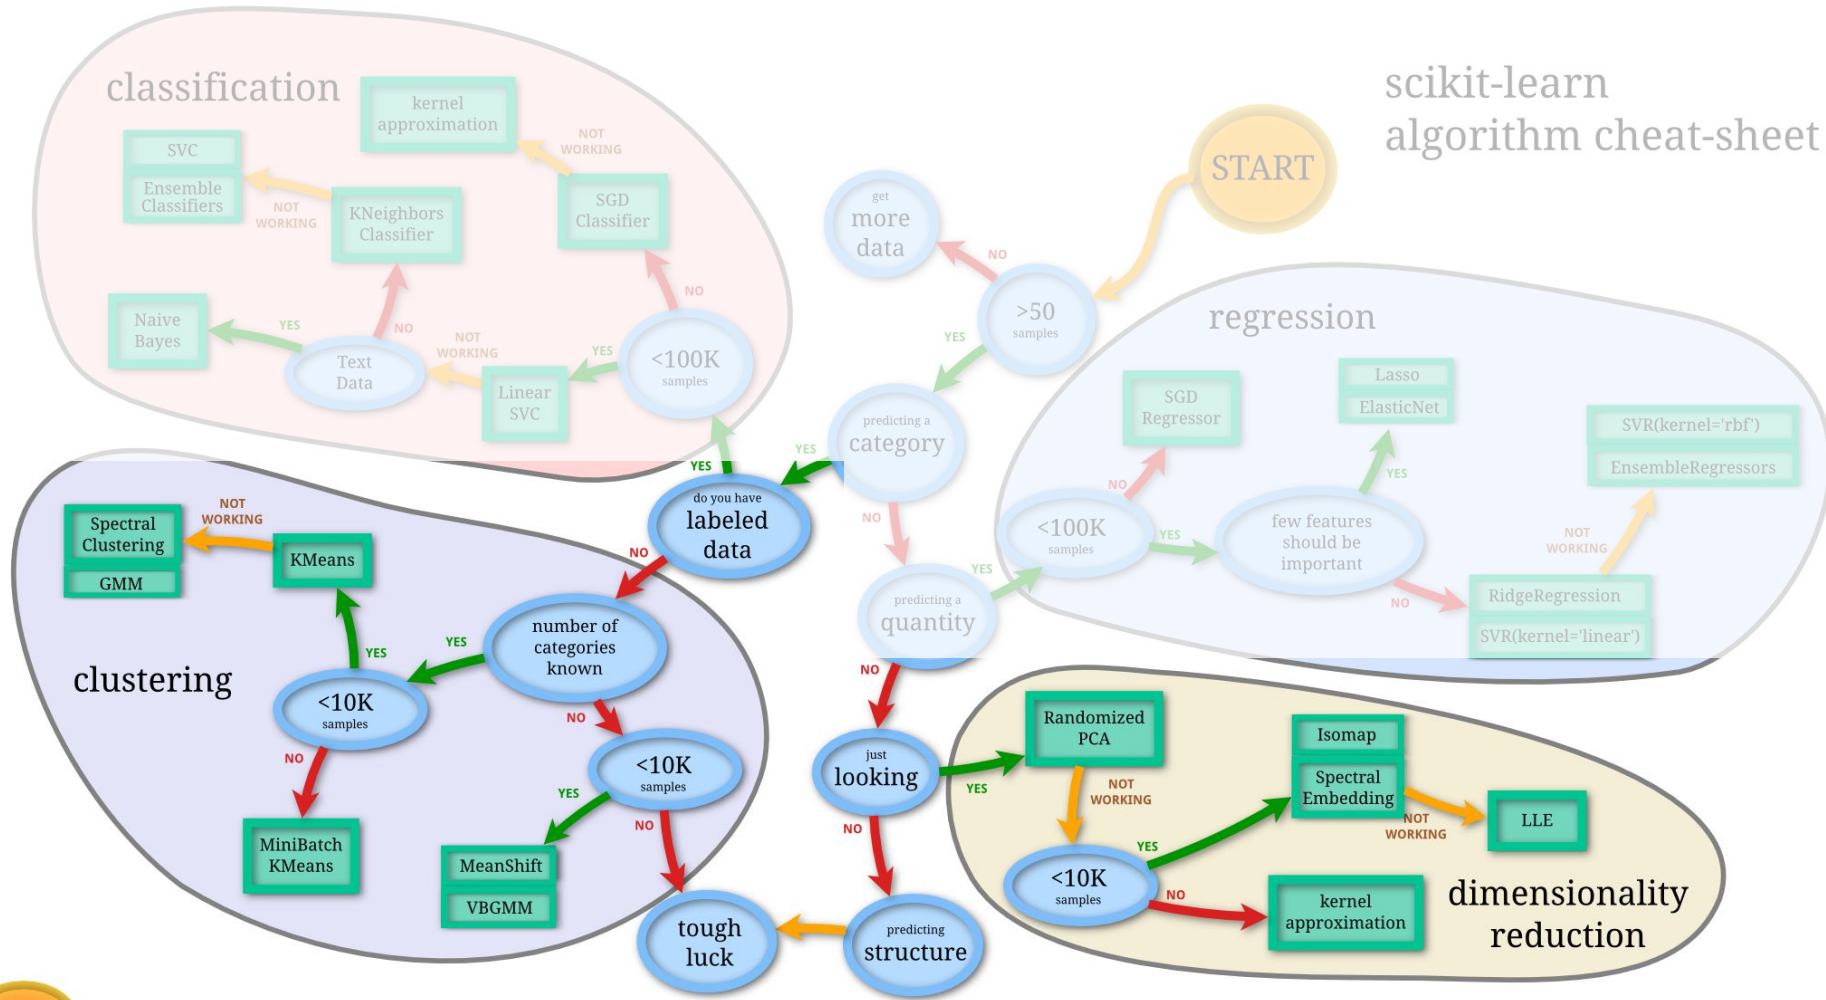 scikit-learn
algorithm cheat-sheet
START
>50
samples
NO
YES
get
more
data
predicting a
category
YES
NO
do you have
labeled
data
YES
NO
predicting a
quantity
YES
NO
just
looking
YES
NO
predicting
structure
tough
luck
classification
kernel
approximation
NOT
WORKING
SVC
Ensemble
Classifiers
NOT
WORKING
KNeighbors
Classifier
SGD
Classifier
NO
Naive
Bayes
YES
NO
Text
Data
NOT
WORKING
Linear
SVC
YES
<100K
samples
regression
SGD
Regressor
NO
<100K
samples
YES
Lasso
ElasticNet
YES
few features
should be
important
NO
SVR(kernel='rbf')
EnsembleRegressors
NOT
WORKING
RidgeRegression
SVR(kernel='linear')
clustering
Spectral
Clustering
GMM
NOT
WORKING
KMeans
YES
number of
categories
known
YES
NO
<10K
samples
NO
MiniBatch
KMeans
<10K
samples
YES
NO
MeanShift
VBGMM
dimensionality
reduction
Randomized
PCA
NOT
WORKING
<10K
samples
YES
NO
Isomap
Spectral
Embedding
NOT
WORKING
LLE
kernel
approximation